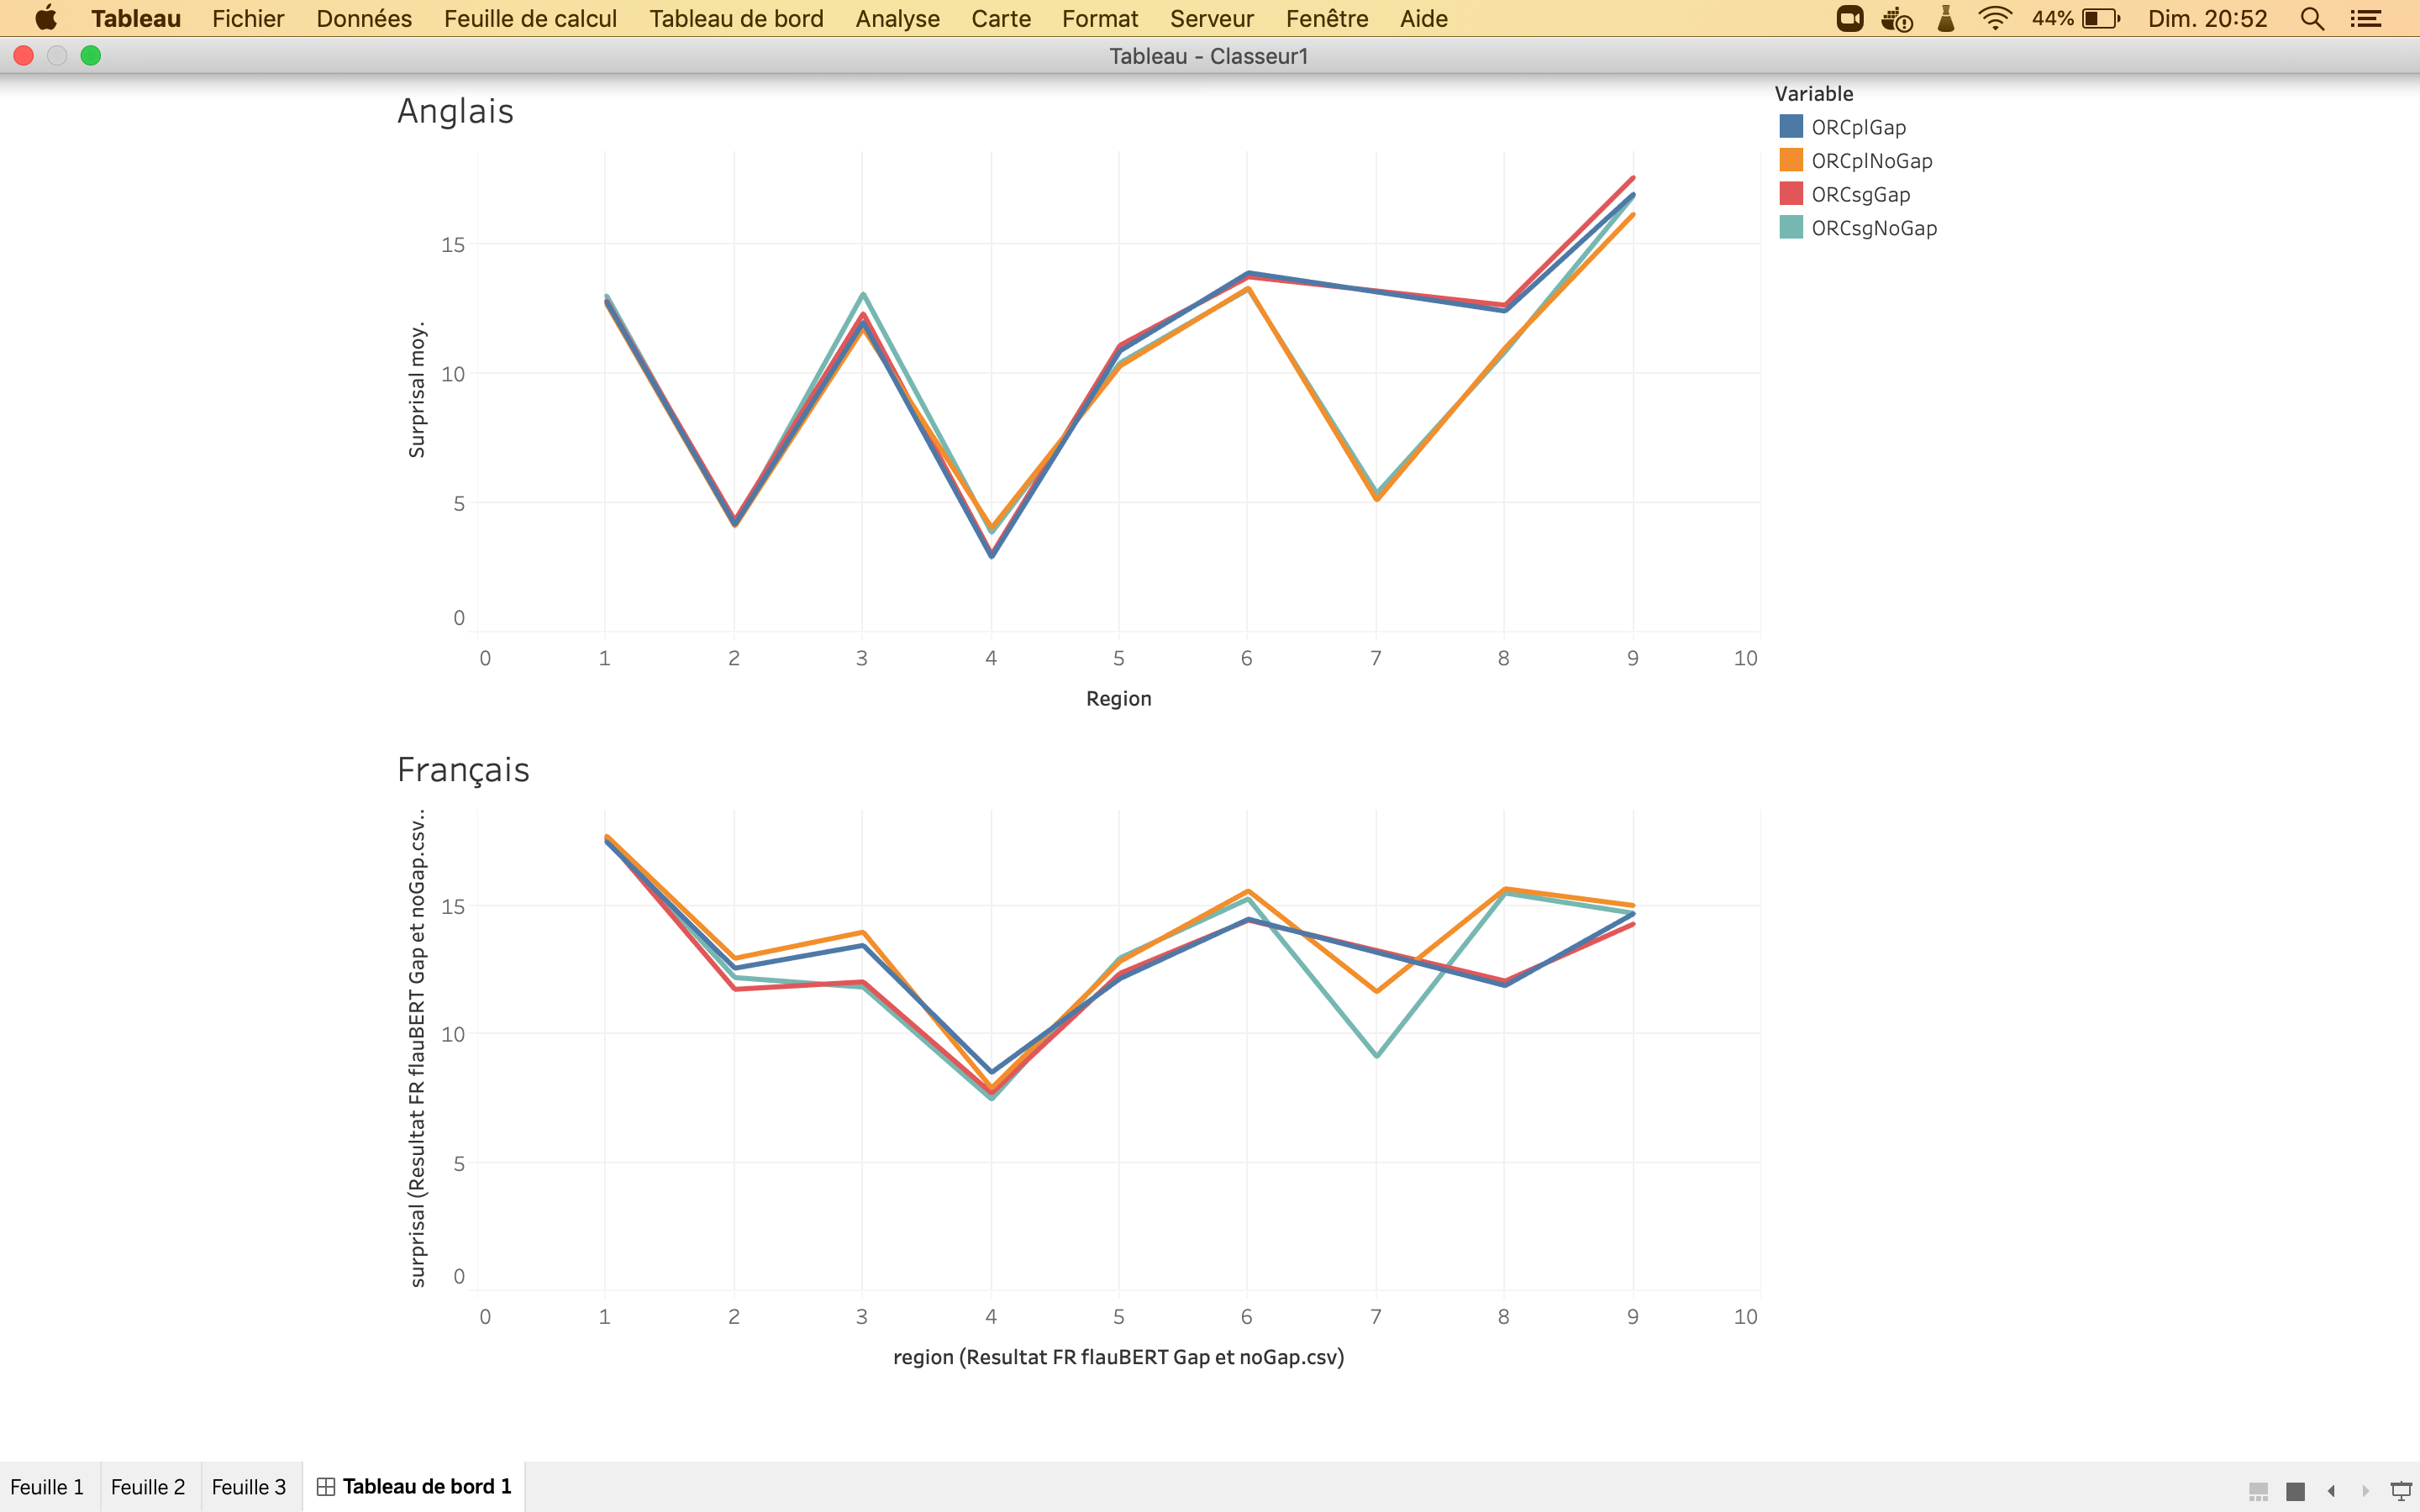 Tableau Fichier Données Feuille de calcul Tableau de bord Analyse Carte Format Serveur Fenêtre Aide 44% Dim. 20:52
Tableau - Classeur1
Anglais
Variable
ORCplGap
ORCplNoGap
ORCsgGap
ORCsgNoGap
Surprisal moy.
15
10
5
0
0 1 2 3 4 5 6 7 8 9 10
Region
Français
surprisal (Resultat FR flauBERT Gap et noGap.csv..
15
10
5
0
0 1 2 3 4 5 6 7 8 9 10
region (Resultat FR flauBERT Gap et noGap.csv)
Feuille 1 Feuille 2 Feuille 3 Tableau de bord 1